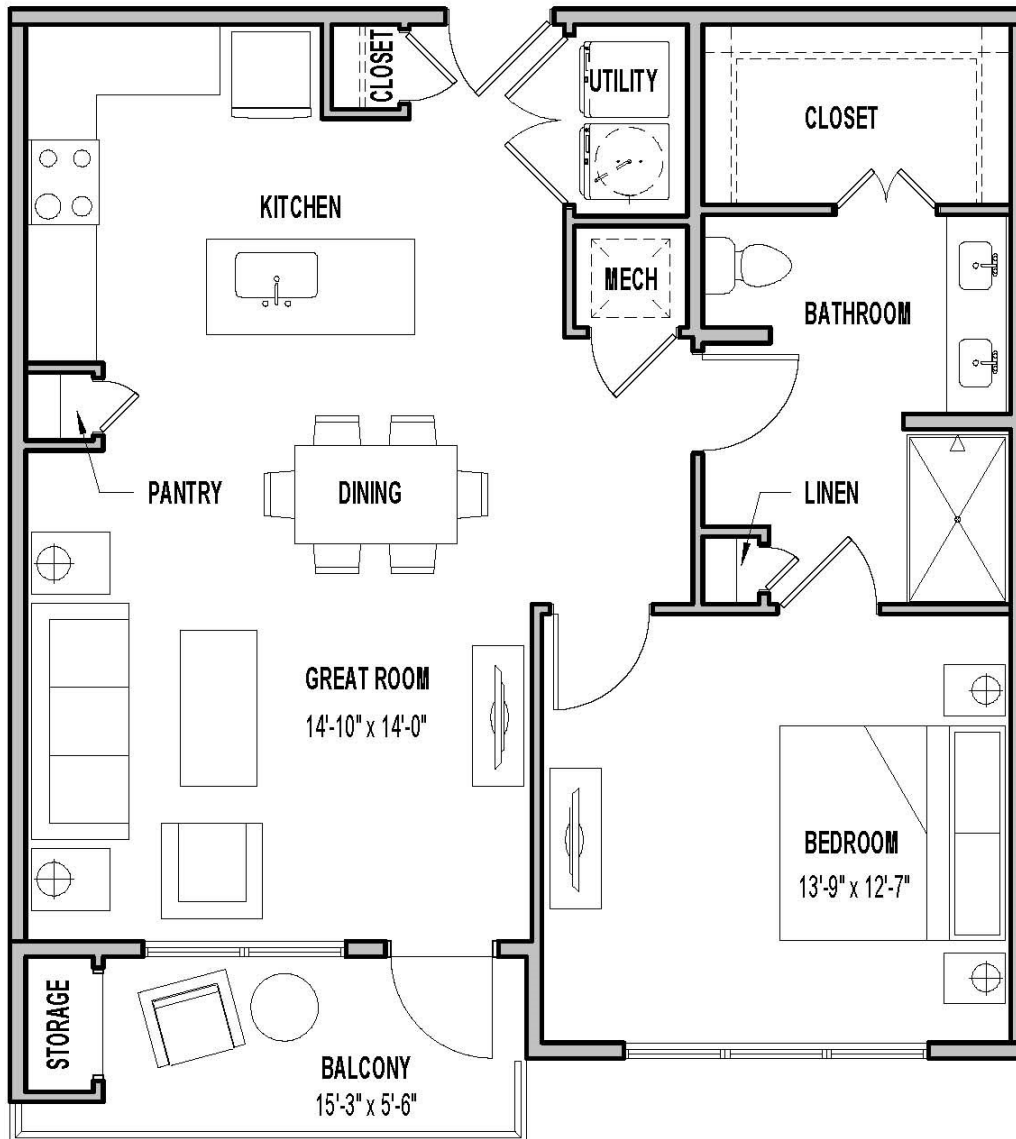 CLOSET
UTILITY
CLOSET
KITCHEN
MECH
BATHROOM
PANTRY
DINING
LINEN
GREAT ROOM
14'-10" x 14'-0"
BEDROOM
13'-9" x 12'-7"
STORAGE
BALCONY
15'-3" x 5'-6"